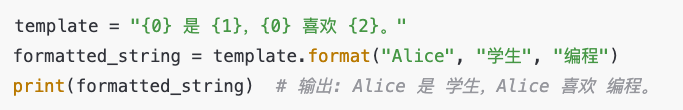 template = "{0} 是 {1}，{0} 喜欢 {2}。"
formatted_string = template.format("Alice", "学生", "编程")
print(formatted_string)  # 输出: Alice 是 学生，Alice 喜欢 编程。